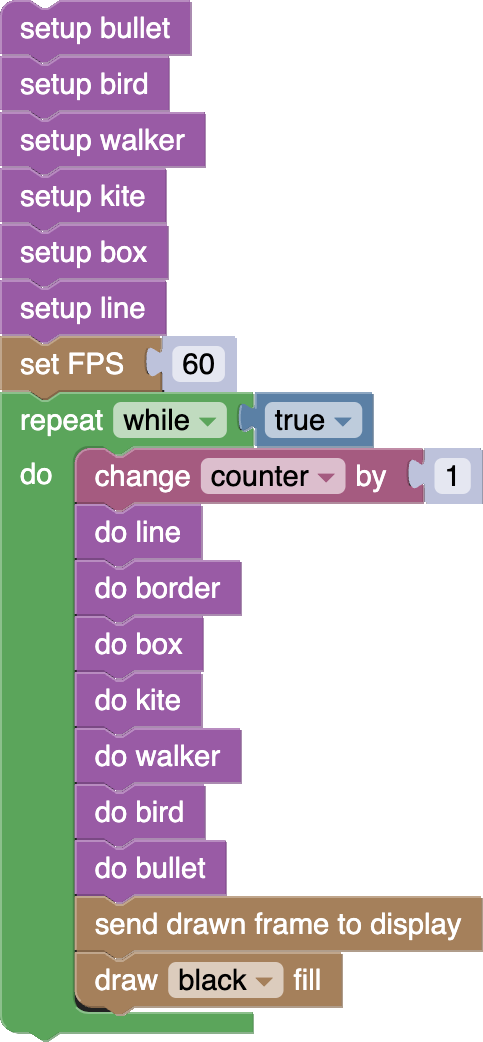 setup bullet
setup bird
setup walker
setup kite
setup box
setup line
set FPS 60
repeat while true
do change counter by 1
do line
do border
do box
do kite
do walker
do bird
do bullet
send drawn frame to display
draw black fill